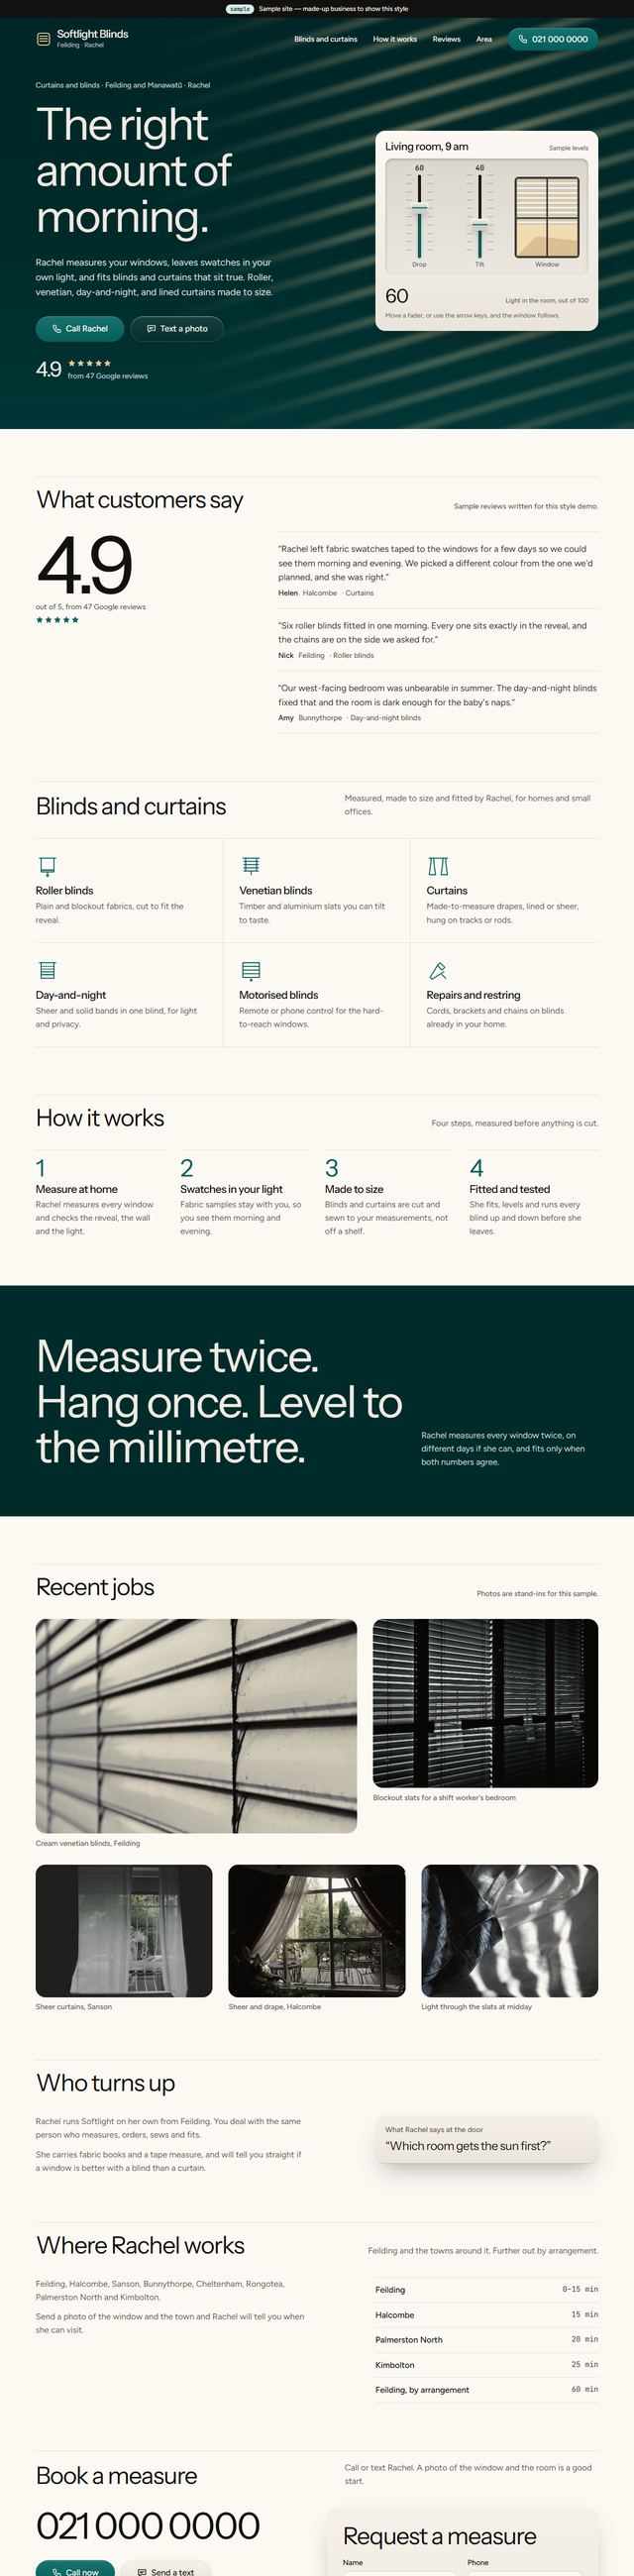 sample Sample site — made-up business to show this style
Softlight Blinds
Feilding · Rachel
Blinds and curtains How it works Reviews Area 021 000 0000
Curtains and blinds · Feilding and Manawatū · Rachel
The right
amount of
morning.
Rachel measures your windows, leaves swatches in your
own light, and fits blinds and curtains that sit true. Roller,
venetian, day-and-night, and lined curtains made to size.
Call Rachel Text a photo
4.9
from 47 Google reviews
Living room, 9 am Sample levels
60 40
Drop Tilt Window
60 Light in the room, out of 100
Move a fader, or use the arrow keys, and the window follows.
What customers say
Sample reviews written for this style demo.
4.9
out of 5, from 47 Google reviews
“Rachel left fabric swatches taped to the windows for a few days so we could
see them morning and evening. We picked a different colour from the one we'd
planned, and she was right.”
Helen Halcombe · Curtains
“Six roller blinds fitted in one morning. Every one sits exactly in the reveal, and
the chains are on the side we asked for.”
Nick Feilding · Roller blinds
“Our west-facing bedroom was unbearable in summer. The day-and-night blinds
fixed that and the room is dark enough for the baby's naps.”
Amy Bunnythorpe · Day-and-night blinds
Blinds and curtains
Measured, made to size and fitted by Rachel, for homes and small
offices.
Roller blinds
Plain and blockout fabrics, cut to fit the
reveal.
Venetian blinds
Timber and aluminium slats you can tilt
to taste.
Curtains
Made-to-measure drapes, lined or sheer,
hung on tracks or rods.
Day-and-night
Sheer and solid bands in one blind, for light
and privacy.
Motorised blinds
Remote or phone control for the hard-
to-reach windows.
Repairs and restring
Cords, brackets and chains on blinds
already in your home.
How it works
Four steps, measured before anything is cut.
1
Measure at home
Rachel measures every window
and checks the reveal, the wall
and the light.
2
Swatches in your light
Fabric samples stay with you, so
you see them morning and
evening.
3
Made to size
Blinds and curtains are cut and
sewn to your measurements, not
off a shelf.
4
Fitted and tested
She fits, levels and runs every
blind up and down before she
leaves.
Measure twice.
Hang once. Level to
the millimetre.
Rachel measures every window twice, on
different days if she can, and fits only when
both numbers agree.
Recent jobs
Photos are stand-ins for this sample.
Cream venetian blinds, Feilding
Blockout slats for a shift worker's bedroom
Sheer curtains, Sanson
Sheer and drape, Halcombe
Light through the slats at midday
Who turns up
Rachel runs Softlight on her own from Feilding. You deal with the same
person who measures, orders, sews and fits.
She carries fabric books and a tape measure, and will tell you straight if
a window is better with a blind than a curtain.
What Rachel says at the door
“Which room gets the sun first?”
Where Rachel works
Feilding and the towns around it. Further out by arrangement.
Feilding, Halcombe, Sanson, Bunnythorpe, Cheltenham, Rongotea,
Palmerston North and Kimbolton.
Send a photo of the window and the town and Rachel will tell you when
she can visit.
Feilding 0–15 min
Halcombe 15 min
Palmerston North 20 min
Kimbolton 25 min
Feilding, by arrangement 60 min
Book a measure
Call or text Rachel. A photo of the window and the room is a good
start.
021 000 0000
Call now Send a text
Request a measure
Name Phone